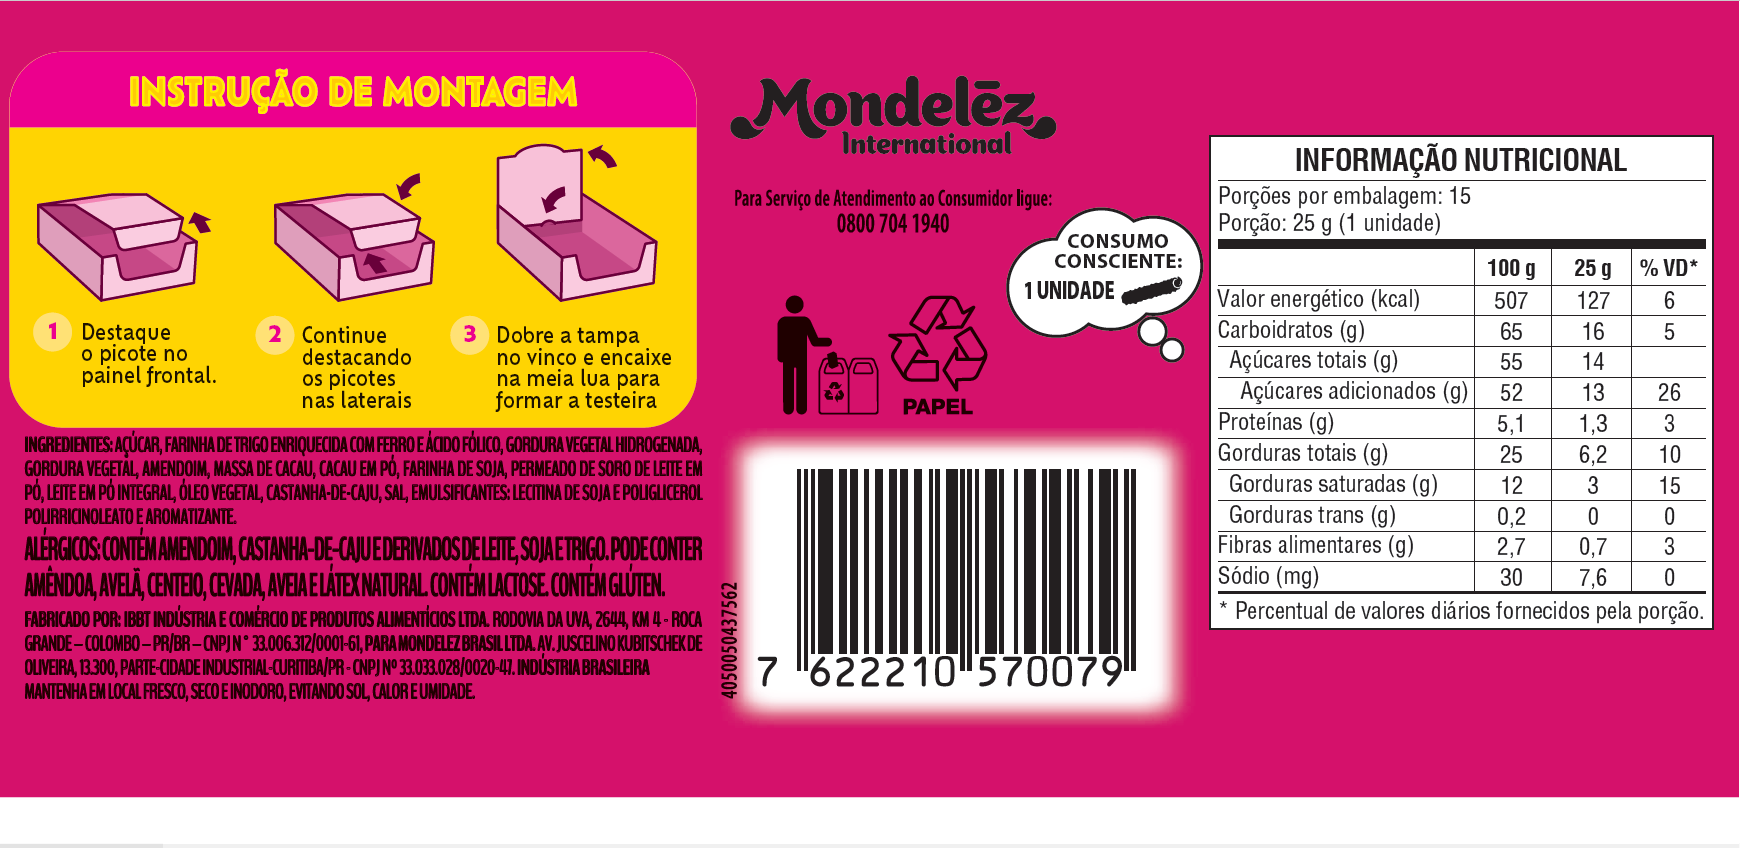 INSTRUÇÃO DE MONTAGEM
1 Destaque
o picote no
painel frontal.
2 Continue
destacando
os picotes
nas laterais
3 Dobre a tampa
no vinco e encaixe
na meia lua para
formar a testeira
INGREDIENTES: AÇÚCAR, FARINHA DE TRIGO ENRIQUECIDA COM FERRO E ÁCIDO FÓLICO, GORDURA VEGETAL HIDROGENADA,
GORDURA VEGETAL, AMENDOIM, MASSA DE CACAU, CACAU EM PÓ, FARINHA DE SOJA, PERMEADO DE SORO DE LEITE EM
PÓ, LEITE EM PÓ INTEGRAL, ÓLEO VEGETAL, CASTANHA-DE-CAJU, SAL, EMULSIFICANTES: LECITINA DE SOJA E POLIGLICEROL
POLIRRICINOLEATO E AROMATIZANTE.
ALÉRGICOS: CONTÉM AMENDOIM, CASTANHA-DE-CAJU E DERIVADOS DE LEITE, SOJA E TRIGO. PODE CONTER
AMÊNDOA, AVELÃ, CENTEIO, CEVADA, AVEIA E LÁTEX NATURAL. CONTÉM LACTOSE. CONTÉM GLÚTEN.
FABRICADO POR: IBBT INDÚSTRIA E COMÉRCIO DE PRODUTOS ALIMENTÍCIOS LTDA. RODOVIA DA UVA, 2644, KM 4 - ROCA
GRANDE – COLOMBO – PR/BR – CNPJ N° 33.006.312/0001-61, PARA MONDELEZ BRASIL LTDA. AV. JUSCELINO KUBITSCHEK DE
OLIVEIRA, 13.300, PARTE-CIDADE INDUSTRIAL-CURITIBA/PR - CNPJ Nº 33.033.028/0020-47. INDÚSTRIA BRASILEIRA
MANTENHA EM LOCAL FRESCO, SECO E INODORO, EVITANDO SOL, CALOR E UMIDADE.
Mondelēz
International
Para Serviço de Atendimento ao Consumidor ligue:
0800 704 1940
CONSUMO
CONSCIENTE:
1 UNIDADE
PAPEL
4050050437562
7 622210 570079
INFORMAÇÃO NUTRICIONAL
Porções por embalagem: 15
Porção: 25 g (1 unidade)
100 g 25 g % VD*
Valor energético (kcal) 507 127 6
Carboidratos (g) 65 16 5
Açúcares totais (g) 55 14
Açúcares adicionados (g) 52 13 26
Proteínas (g) 5,1 1,3 3
Gorduras totais (g) 25 6,2 10
Gorduras saturadas (g) 12 3 15
Gorduras trans (g) 0,2 0 0
Fibras alimentares (g) 2,7 0,7 3
Sódio (mg) 30 7,6 0
* Percentual de valores diários fornecidos pela porção.